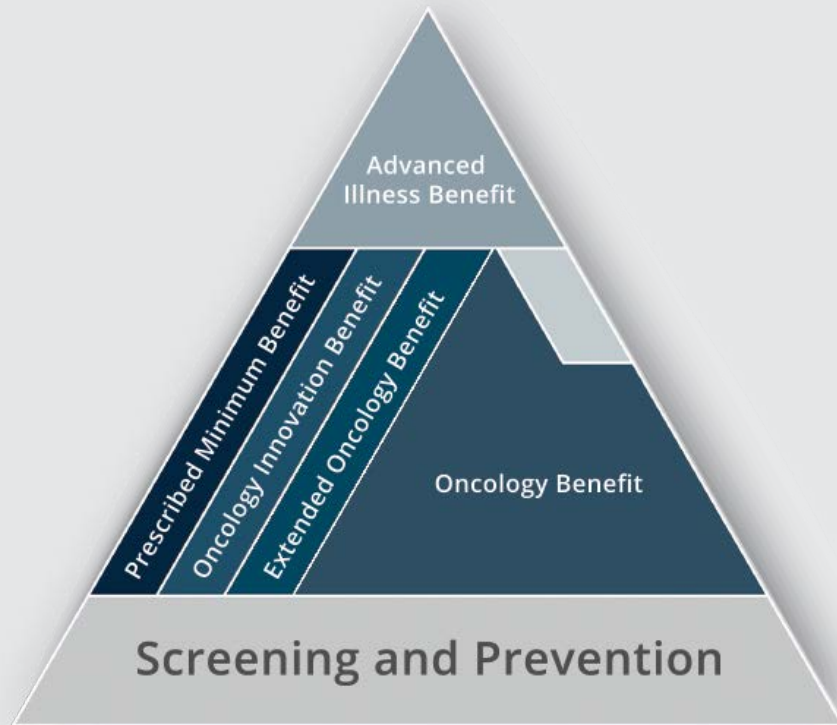 Advanced
Illness Benefit
Prescribed Minimum Benefit
Oncology Innovation Benefit
Extended Oncology Benefit
Oncology Benefit
Screening and Prevention